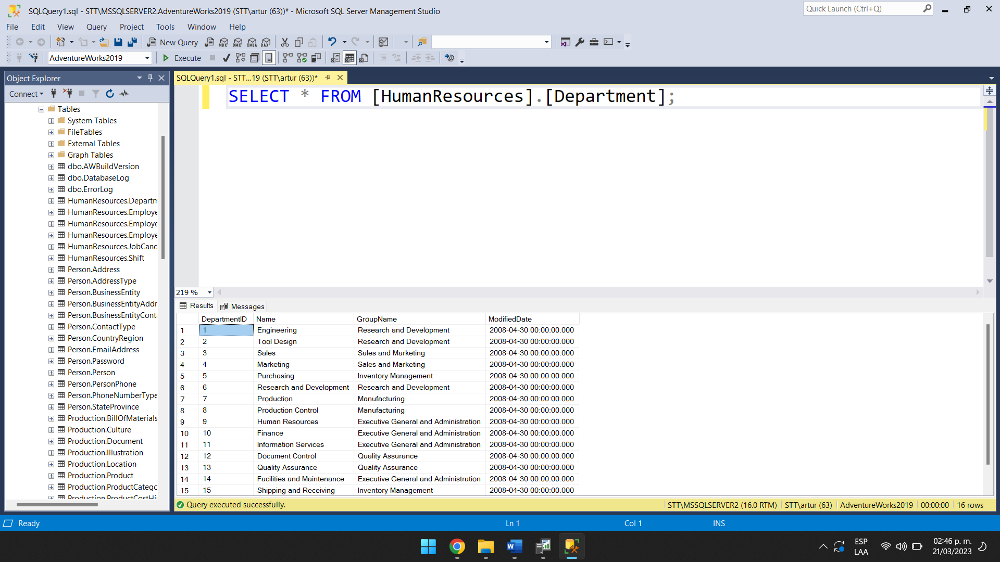 SQLQuery1.sql - STT\MSSQLSERVER2.AdventureWorks2019 (STT\artur (63))* - Microsoft SQL Server Management Studio
Quick Launch (Ctrl+Q)
File Edit View Query Project Tools Window Help
New Query MDX DMX XMLA DAX
AdventureWorks2019 Execute
Object Explorer
SQLQuery1.sql - STT...19 (STT\artur (63))*
Connect
SELECT * FROM [HumanResources].[Department];
Tables
System Tables
FileTables
External Tables
Graph Tables
dbo.AWBuildVersion
dbo.DatabaseLog
dbo.ErrorLog
HumanResources.Departm
HumanResources.Employe
HumanResources.Employe
HumanResources.Employe
HumanResources.JobCand
HumanResources.Shift
Person.Address
Person.AddressType
Person.BusinessEntity
Person.BusinessEntityAddr
Person.BusinessEntityConta
Person.ContactType
Person.CountryRegion
Person.EmailAddress
Person.Password
Person.Person
Person.PersonPhone
Person.PhoneNumberType
Person.StateProvince
Production.BillOfMaterials
Production.Culture
Production.Document
Production.Illustration
Production.Location
Production.Product
Production.ProductCatego
Production.ProductCostHi
219 %
Results Messages
DepartmentID Name GroupName ModifiedDate
1 1 Engineering Research and Development 2008-04-30 00:00:00.000
2 2 Tool Design Research and Development 2008-04-30 00:00:00.000
3 3 Sales Sales and Marketing 2008-04-30 00:00:00.000
4 4 Marketing Sales and Marketing 2008-04-30 00:00:00.000
5 5 Purchasing Inventory Management 2008-04-30 00:00:00.000
6 6 Research and Development Research and Development 2008-04-30 00:00:00.000
7 7 Production Manufacturing 2008-04-30 00:00:00.000
8 8 Production Control Manufacturing 2008-04-30 00:00:00.000
9 9 Human Resources Executive General and Administration 2008-04-30 00:00:00.000
10 10 Finance Executive General and Administration 2008-04-30 00:00:00.000
11 11 Information Services Executive General and Administration 2008-04-30 00:00:00.000
12 12 Document Control Quality Assurance 2008-04-30 00:00:00.000
13 13 Quality Assurance Quality Assurance 2008-04-30 00:00:00.000
14 14 Facilities and Maintenance Executive General and Administration 2008-04-30 00:00:00.000
15 15 Shipping and Receiving Inventory Management 2008-04-30 00:00:00.000
Query executed successfully. STT\MSSQLSERVER2 (16.0 RTM) STT\artur (63) AdventureWorks2019 00:00:00 16 rows
Ready Ln 1 Col 1 INS
ESP
LAA
02:46 p. m.
21/03/2023